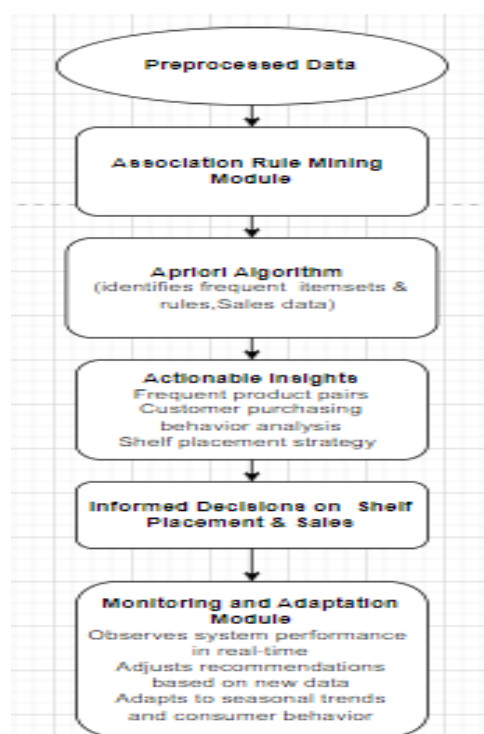 Preprocessed Data
Association Rule Mining
Module
Apriori Algorithm
(identifies frequent itemsets &
rules,Sales data)
Actionable Insights
Frequent product pairs
Customer purchasing
behavior analysis
Shelf placement strategy
Informed Decisions on Shelf
Placement & Sales
Monitoring and Adaptation
Module
Observes system performance
in real-time
Adjusts recommendations
based on new data
Adapts to seasonal trends
and consumer behavior